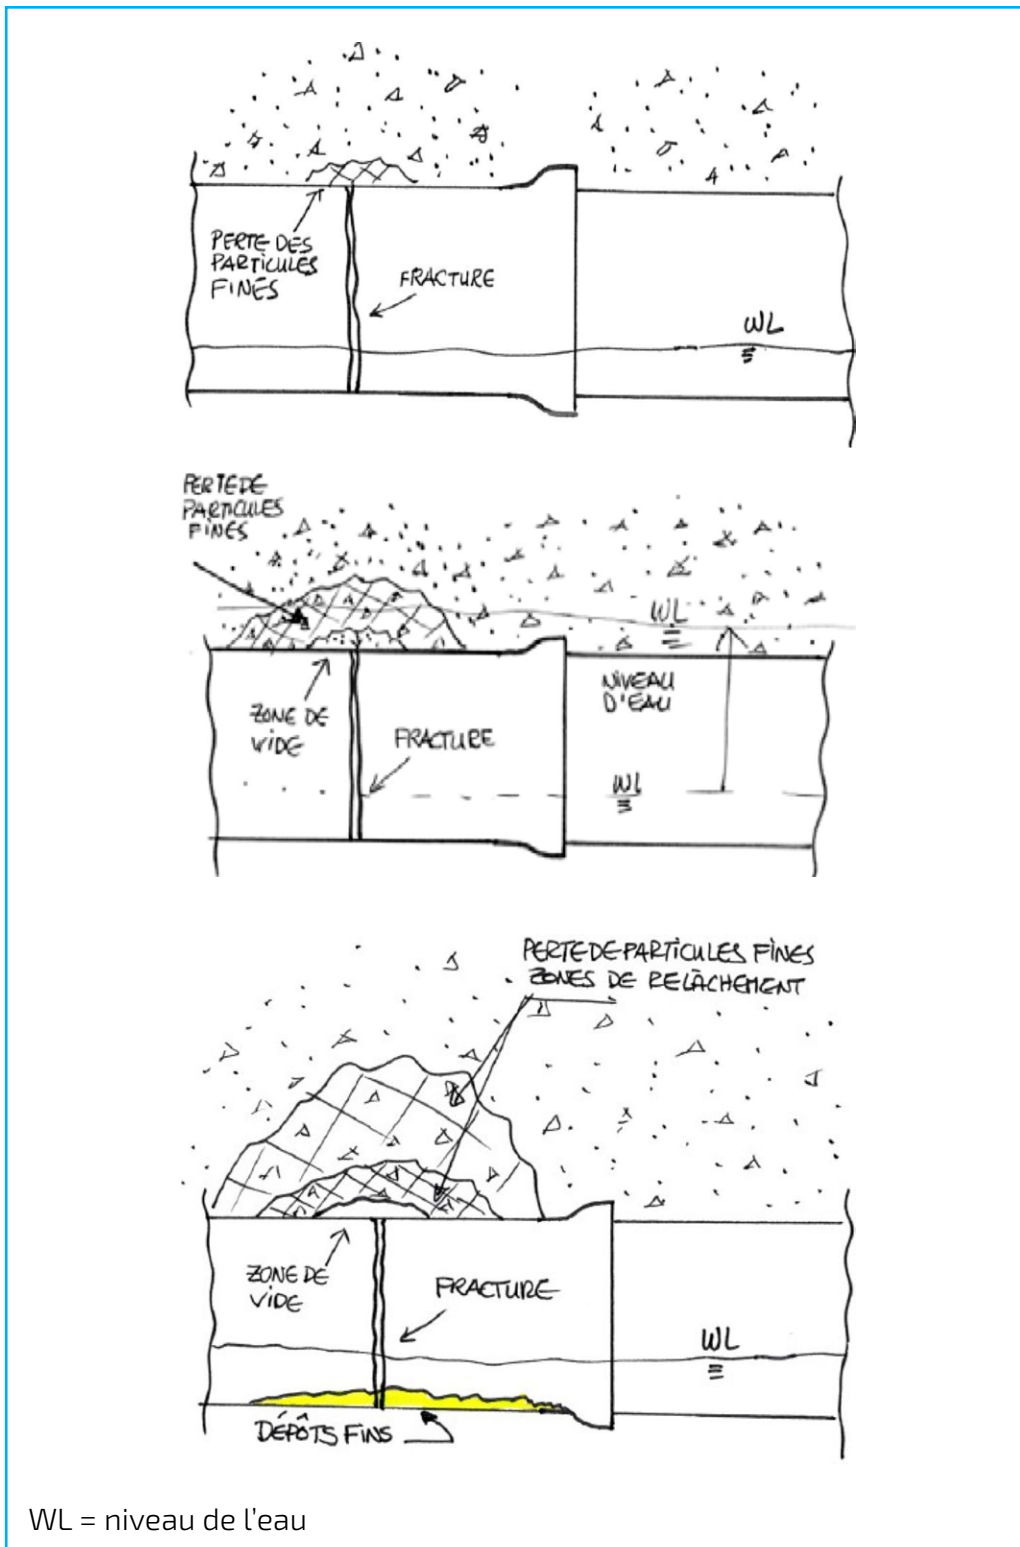 PERTE DES
PARTICULES
FINES
FRACTURE
WL
PERTE DE
PARTICULES
FINES
WL
NIVEAU
D'EAU
ZONE DE
VIDE
FRACTURE
WL
PERTE DE PARTICULES FINES
ZONES DE RELÂCHEMENT
ZONE DE
VIDE
FRACTURE
WL
DÉPÔTS FINS
WL = niveau de l'eau